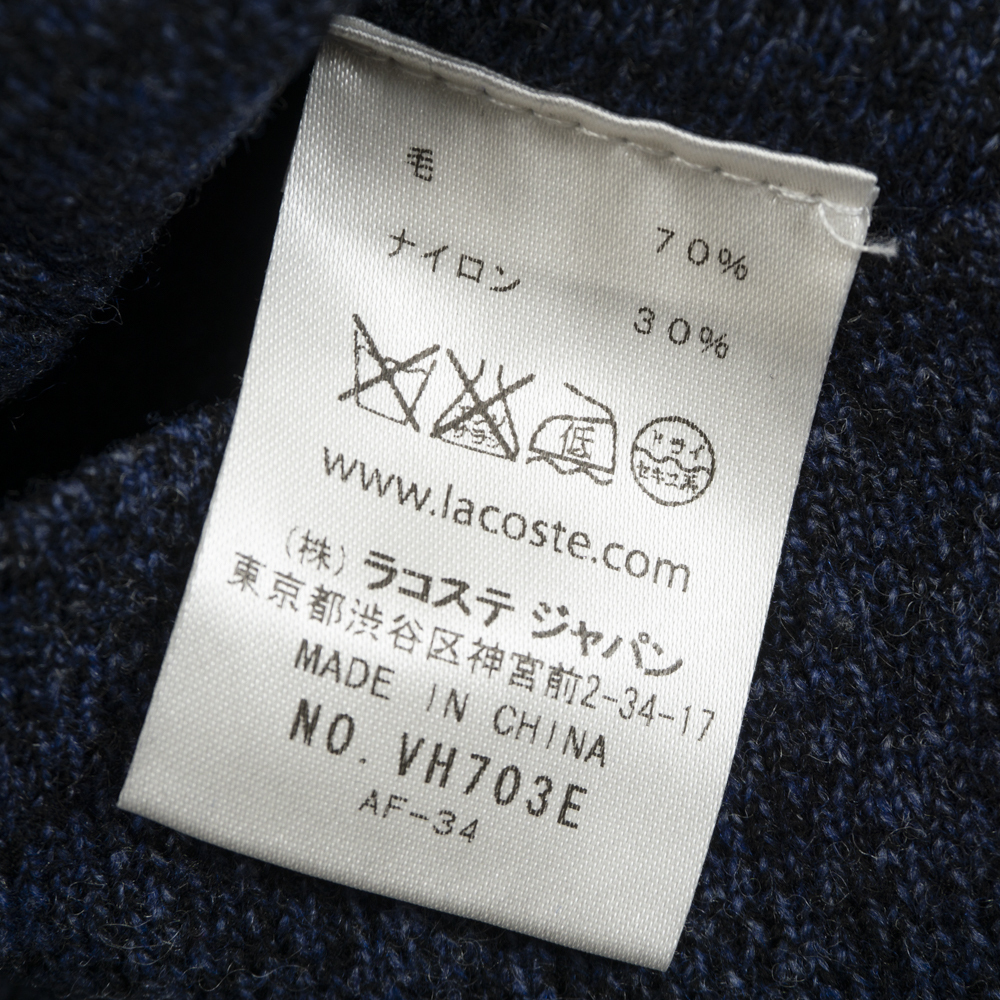 毛
70%
ナイロン
30%
低
ドライ
セキユ系
www.lacoste.com
(株) ラコステ ジャパン
東京都渋谷区神宮前2-34-17
MADE IN CHINA
NO. VH703E
AF-34